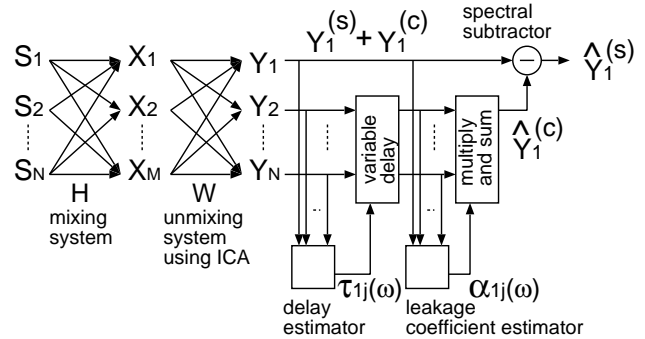 spectral
subtractor
S1 X1 Y1 Y1(s) + Y1(c) − Ŷ1(s)
S2 X2 Y2
Ŷ1(c)
SN XM YN
variable
delay
multiply
and sum
H W
mixing
system
unmixing
system
using ICA
τ1j(ω) α1j(ω)
delay
estimator
leakage
coefficient estimator